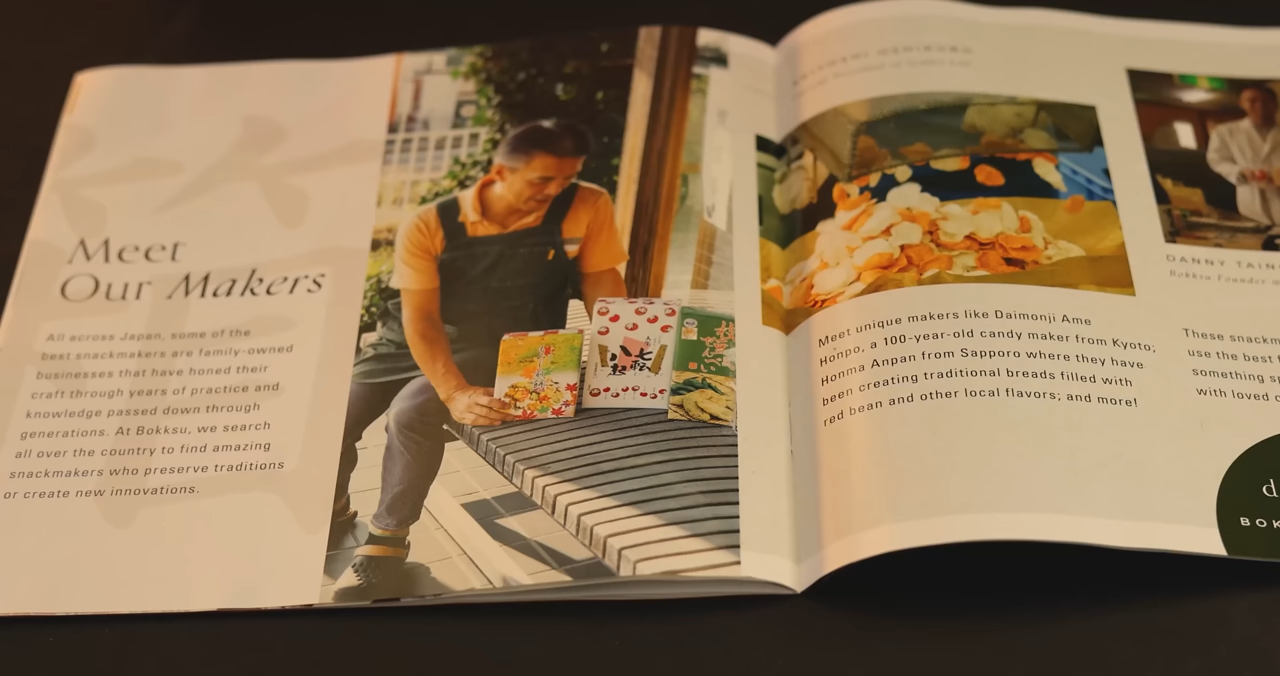 Meet
Our Makers
All across Japan, some of the
best snackmakers are family-owned
businesses that have honed their
craft through years of practice and
knowledge passed down through
generations. At Bokksu, we search
all over the country to find amazing
snackmakers who preserve traditions
or create new innovations.
七転
八起
Meet unique makers like Daimonji Ame
Honpo, a 100-year-old candy maker from Kyoto;
Honma Anpan from Sapporo where they have
been creating traditional breads filled with
red bean and other local flavors; and more!
DANNY
Bokksu Founder
These
use the best
something
with loved
BOK